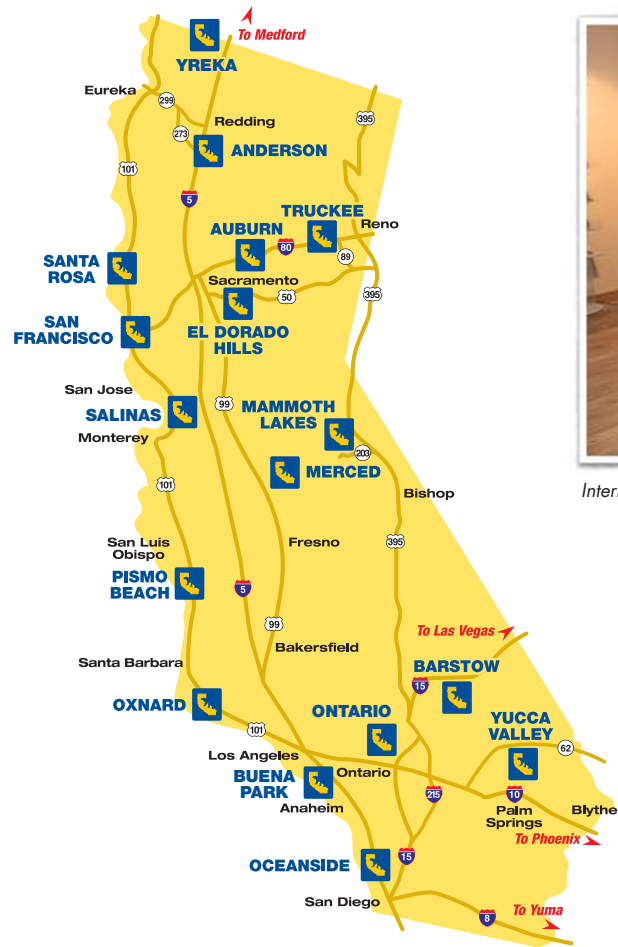 To Medford
YREKA
Eureka
299
395
Redding
273
ANDERSON
101
5
TRUCKEE
Reno
AUBURN
80
89
SANTA
ROSA
Sacramento
50
395
SAN
FRANCISCO
EL DORADO
HILLS
San Jose
99
SALINAS
MAMMOTH
LAKES
Monterey
203
MERCED
101
Bishop
Inter
San Luis
Obispo
Fresno
395
PISMO
BEACH
5
99
To Las Vegas
Bakersfield
Santa Barbara
BARSTOW
15
OXNARD
ONTARIO
YUCCA
VALLEY
101
62
Los Angeles
BUENA
PARK
Ontario
215
10
Anaheim
Palm
Springs
Blythe
To Phoenix
OCEANSIDE
15
San Diego
To Yuma
8